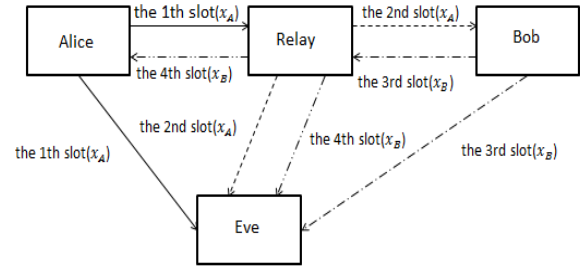 the 1th slot(x_A)
the 2nd slot(x_A)
Alice
Relay
Bob
the 4th slot(x_B)
the 3rd slot(x_B)
the 2nd slot(x_A)
the 4th slot(x_B)
the 3rd slot(x_B)
the 1th slot(x_A)
Eve